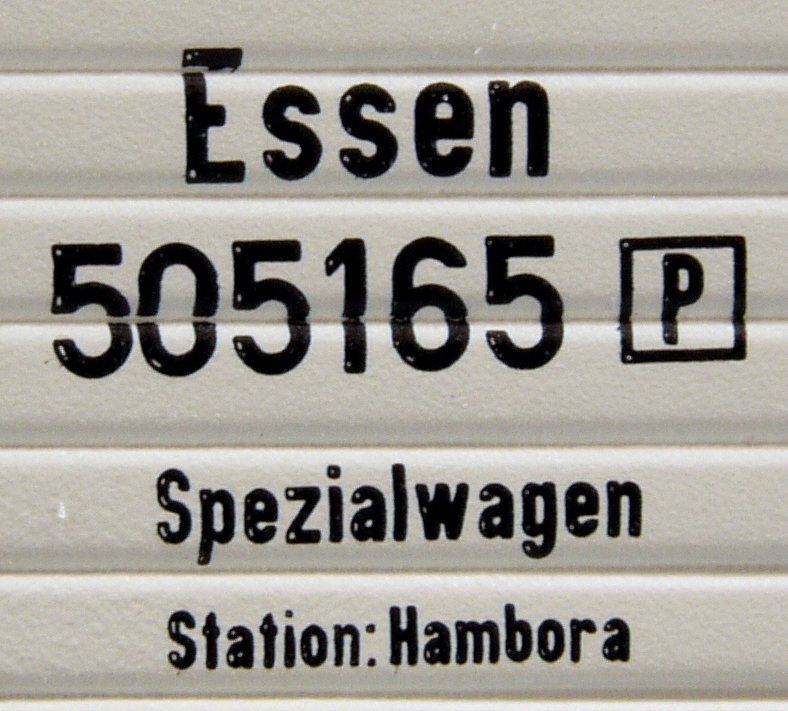 Essen
505165 P
Spezialwagen
Station: Hambora